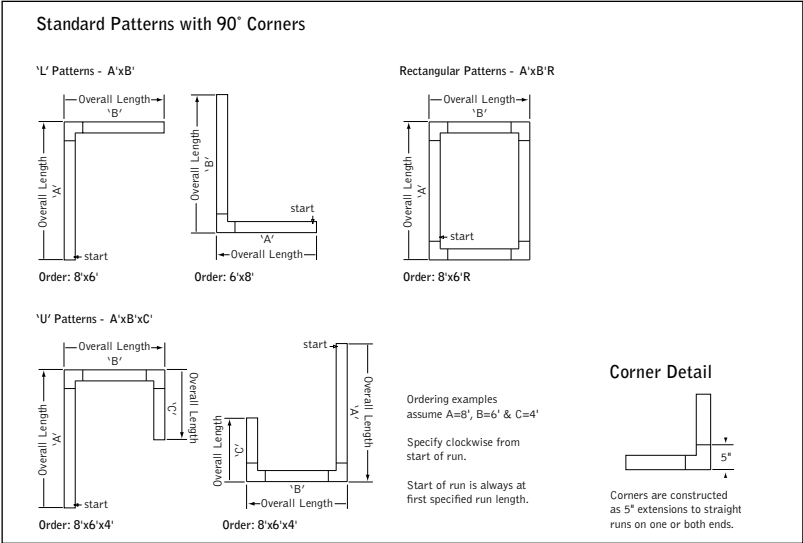 Standard Patterns with 90° Corners
‘L’ Patterns - A'xB'
Overall Length
‘B’
Overall Length
‘A’
start
Order: 8'x6'
Overall Length
‘B’
start
‘A’
Overall Length
Order: 6'x8'
Rectangular Patterns - A'xB'R
Overall Length
‘B’
Overall Length
‘A’
start
Order: 8'x6'R
‘U’ Patterns - A'xB'xC'
Overall Length
‘B’
Overall Length
‘A’
Overall Length
‘C’
start
Order: 8'x6'x4'
start
Overall Length
‘A’
Overall Length
‘C’
‘B’
Overall Length
Order: 8'x6'x4'
Ordering examples
assume A=8', B=6' & C=4'
Specify clockwise from
start of run.
Start of run is always at
first specified run length.
Corner Detail
5"
Corners are constructed
as 5" extensions to straight
runs on one or both ends.